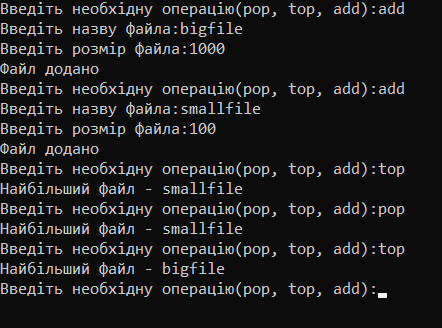 Введіть необхідну операцію(pop, top, add):add
Введіть назву файла:bigfile
Введіть розмір файла:1000
Файл додано
Введіть необхідну операцію(pop, top, add):add
Введіть назву файла:smallfile
Введіть розмір файла:100
Файл додано
Введіть необхідну операцію(pop, top, add):top
Найбільший файл - smallfile
Введіть необхідну операцію(pop, top, add):pop
Найбільший файл - smallfile
Введіть необхідну операцію(pop, top, add):top
Найбільший файл - bigfile
Введіть необхідну операцію(pop, top, add):